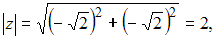 |z| = √((−√2)² + (−√2)²) = 2,